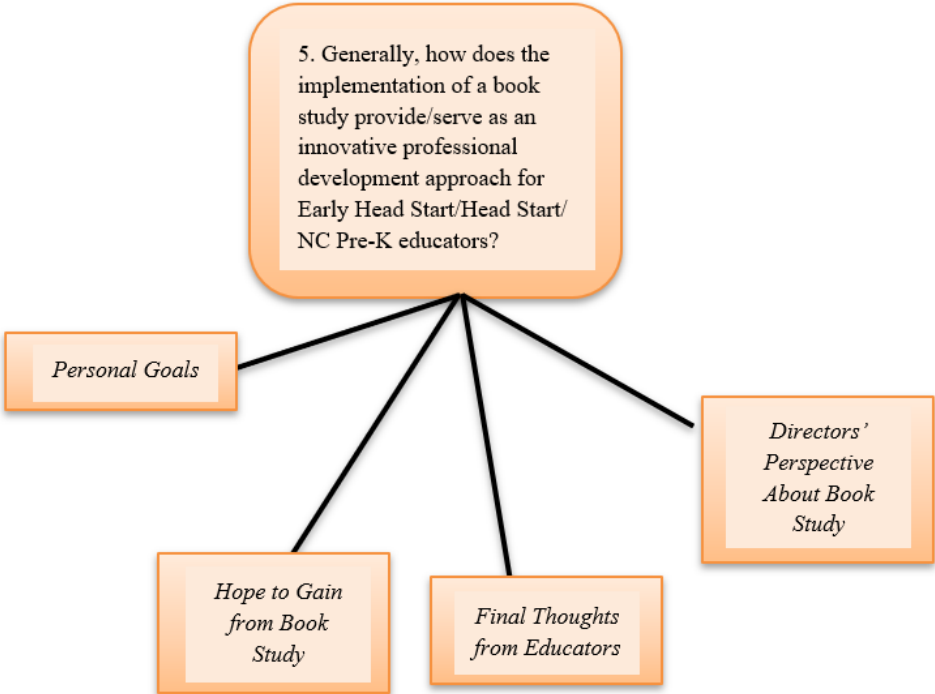 5. Generally, how does the
implementation of a book
study provide/serve as an
innovative professional
development approach for
Early Head Start/Head Start/
NC Pre-K educators?
Personal Goals
Directors’
Perspective
About Book
Study
Hope to Gain
from Book
Study
Final Thoughts
from Educators